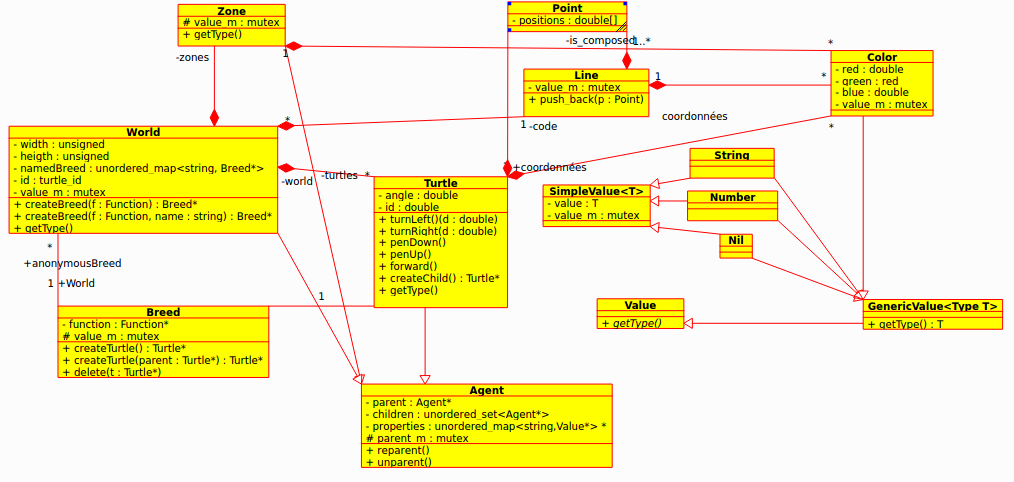 Zone
# value_m : mutex
+ getType()
Point
- positions : double[]
-is_composed
1..*
1
*
-zones
Line
- value_m : mutex
+ push_back(p : Point)
1
*
Color
- red : double
- green : red
- blue : double
- value_m : mutex
*
1 -code
coordonnées
*
World
- width : unsigned
- heigth : unsigned
- namedBreed : unordered_map<string, Breed*>
- id : turtle_id
- value_m : mutex
+ createBreed(f : Function) : Breed*
+ createBreed(f : Function, name : string) : Breed*
+ getType()
-world
-turtles *
+coordonnées
Turtle
- angle : double
- id : double
+ turnLeft()(d : double)
+ turnRight(d : double)
+ penDown()
+ penUp()
+ forward()
+ createChild() : Turtle*
+ getType()
String
SimpleValue<T>
- value : T
- value_m : mutex
Number
Nil
*
+anonymousBreed
1 +World
1
Breed
- function : Function*
# value_m : mutex
+ createTurtle() : Turtle*
+ createTurtle(parent : Turtle*) : Turtle*
+ delete(t : Turtle*)
Value
+ getType()
GenericValue<Type T>
+ getType() : T
Agent
- parent : Agent*
- children : unordered_set<Agent*>
- properties : unordered_map<string,Value*> *
# parent_m : mutex
+ reparent()
+ unparent()